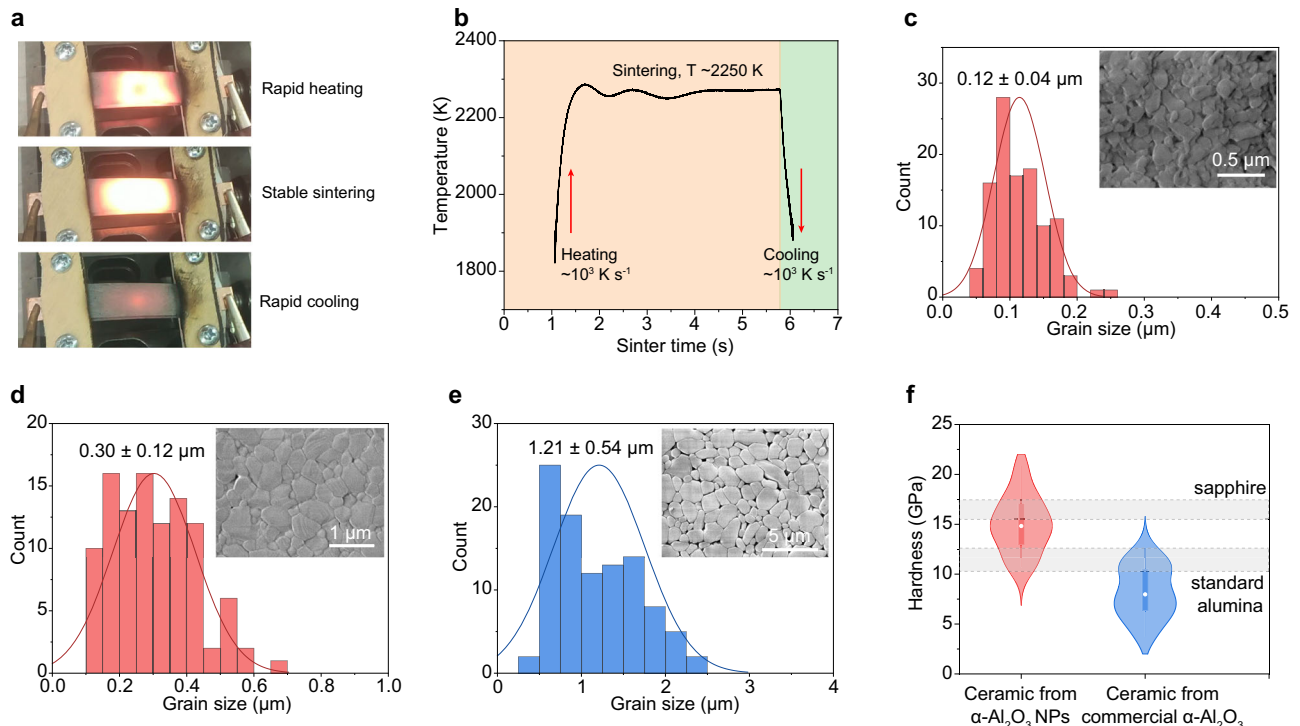 a
Rapid heating
Stable sintering
Rapid cooling
b
2400
2200
2000
1800
Temperature (K)
Sintering, T ~2250 K
Heating
~10³ K s⁻¹
Cooling
~10³ K s⁻¹
0 1 2 3 4 5 6 7
Sinter time (s)
c
30
20
10
0
Count
0.12 ± 0.04 µm
0.5 µm
0.0 0.1 0.2 0.3 0.4 0.5
Grain size (µm)
d
20
15
10
5
0
Count
0.30 ± 0.12 µm
1 µm
0.0 0.2 0.4 0.6 0.8 1.0
Grain size (µm)
e
30
20
10
0
Count
1.21 ± 0.54 µm
5 µm
0 1 2 3 4
Grain size (µm)
f
25
20
15
10
5
0
Hardness (GPa)
sapphire
standard
alumina
Ceramic from
α-Al₂O₃ NPs
Ceramic from
commercial α-Al₂O₃